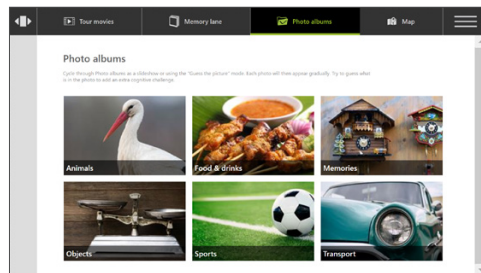 Tour movies
Memory lane
Photo albums
Map
Photo albums
Cycle through Photo albums as a slideshow or using the "Guess the picture" mode. Each photo will then appear gradually. Try to guess what
is in the photo to add an extra cognitive challenge.
Animals
Food & drinks
Memories
Objects
Sports
Transport